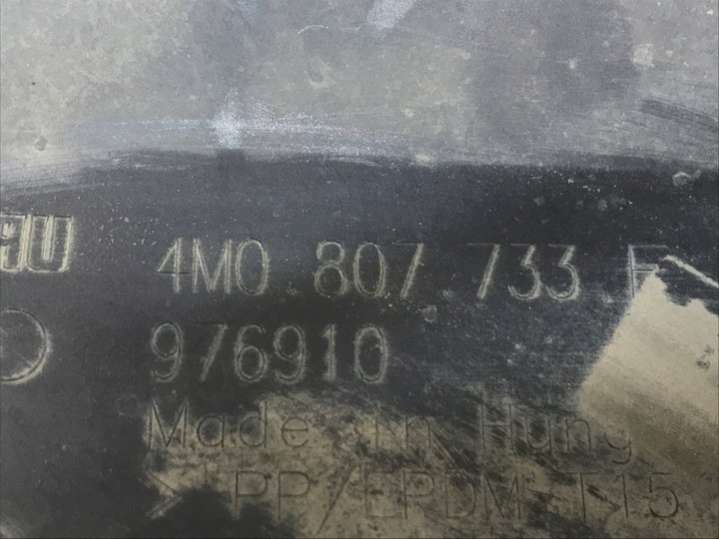 4M0.807.733.F
976910
Made in Hung
>PP/EPDM-T15